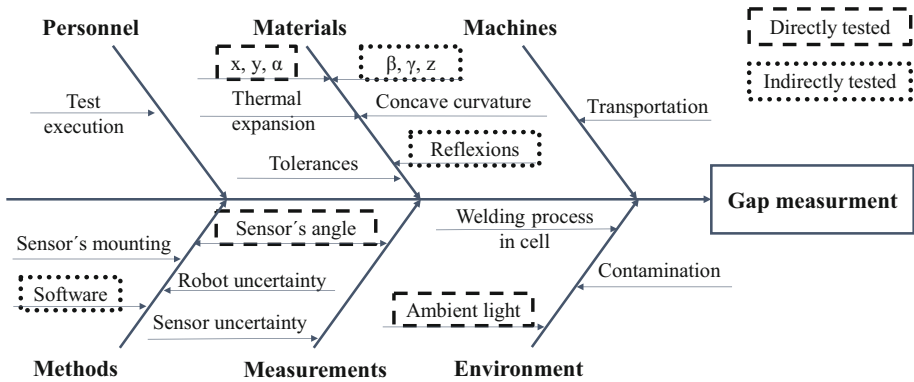 Personnel
Materials
Machines
Directly tested
x, y, α
β, γ, z
Indirectly tested
Test
execution
Thermal
expansion
Concave curvature
Transportation
Reflexions
Tolerances
Gap measurment
Sensor´s angle
Welding process
in cell
Sensor´s mounting
Robot uncertainty
Contamination
Software
Ambient light
Sensor uncertainty
Methods
Measurements
Environment